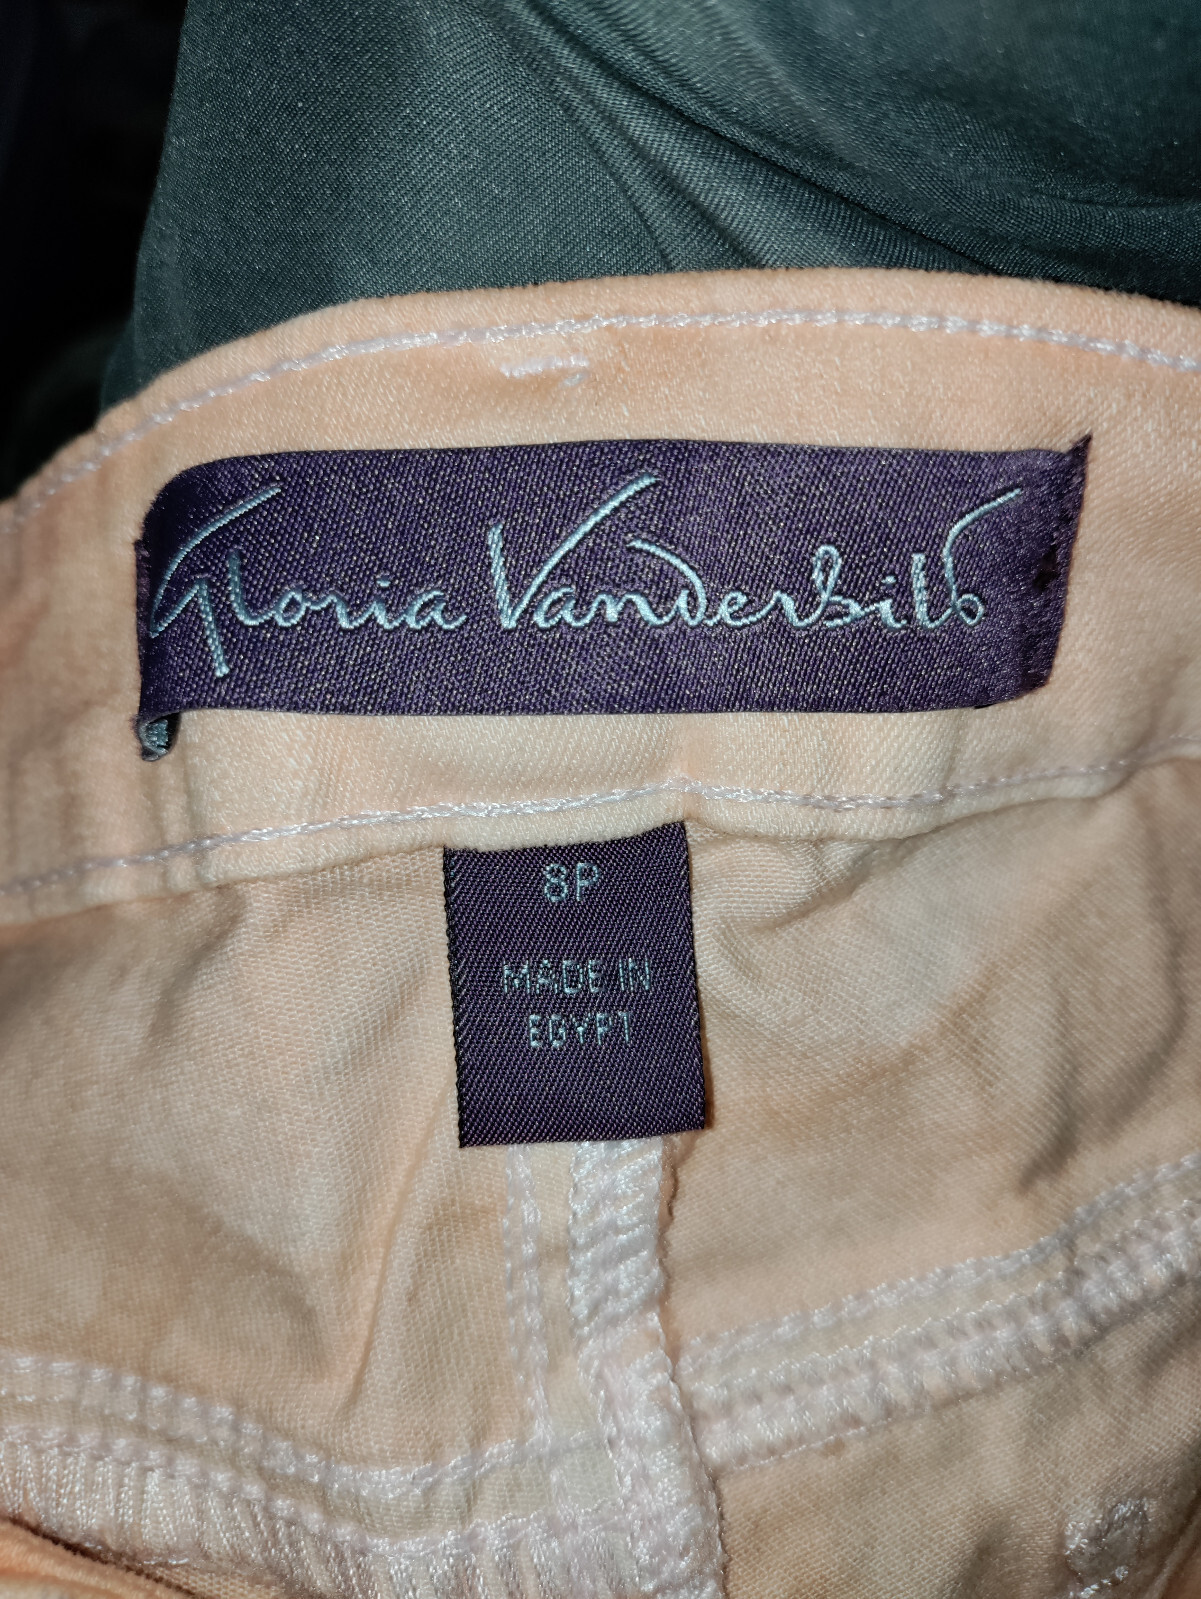 Gloria Vanderbilt
8P
MADE IN
EGYPT